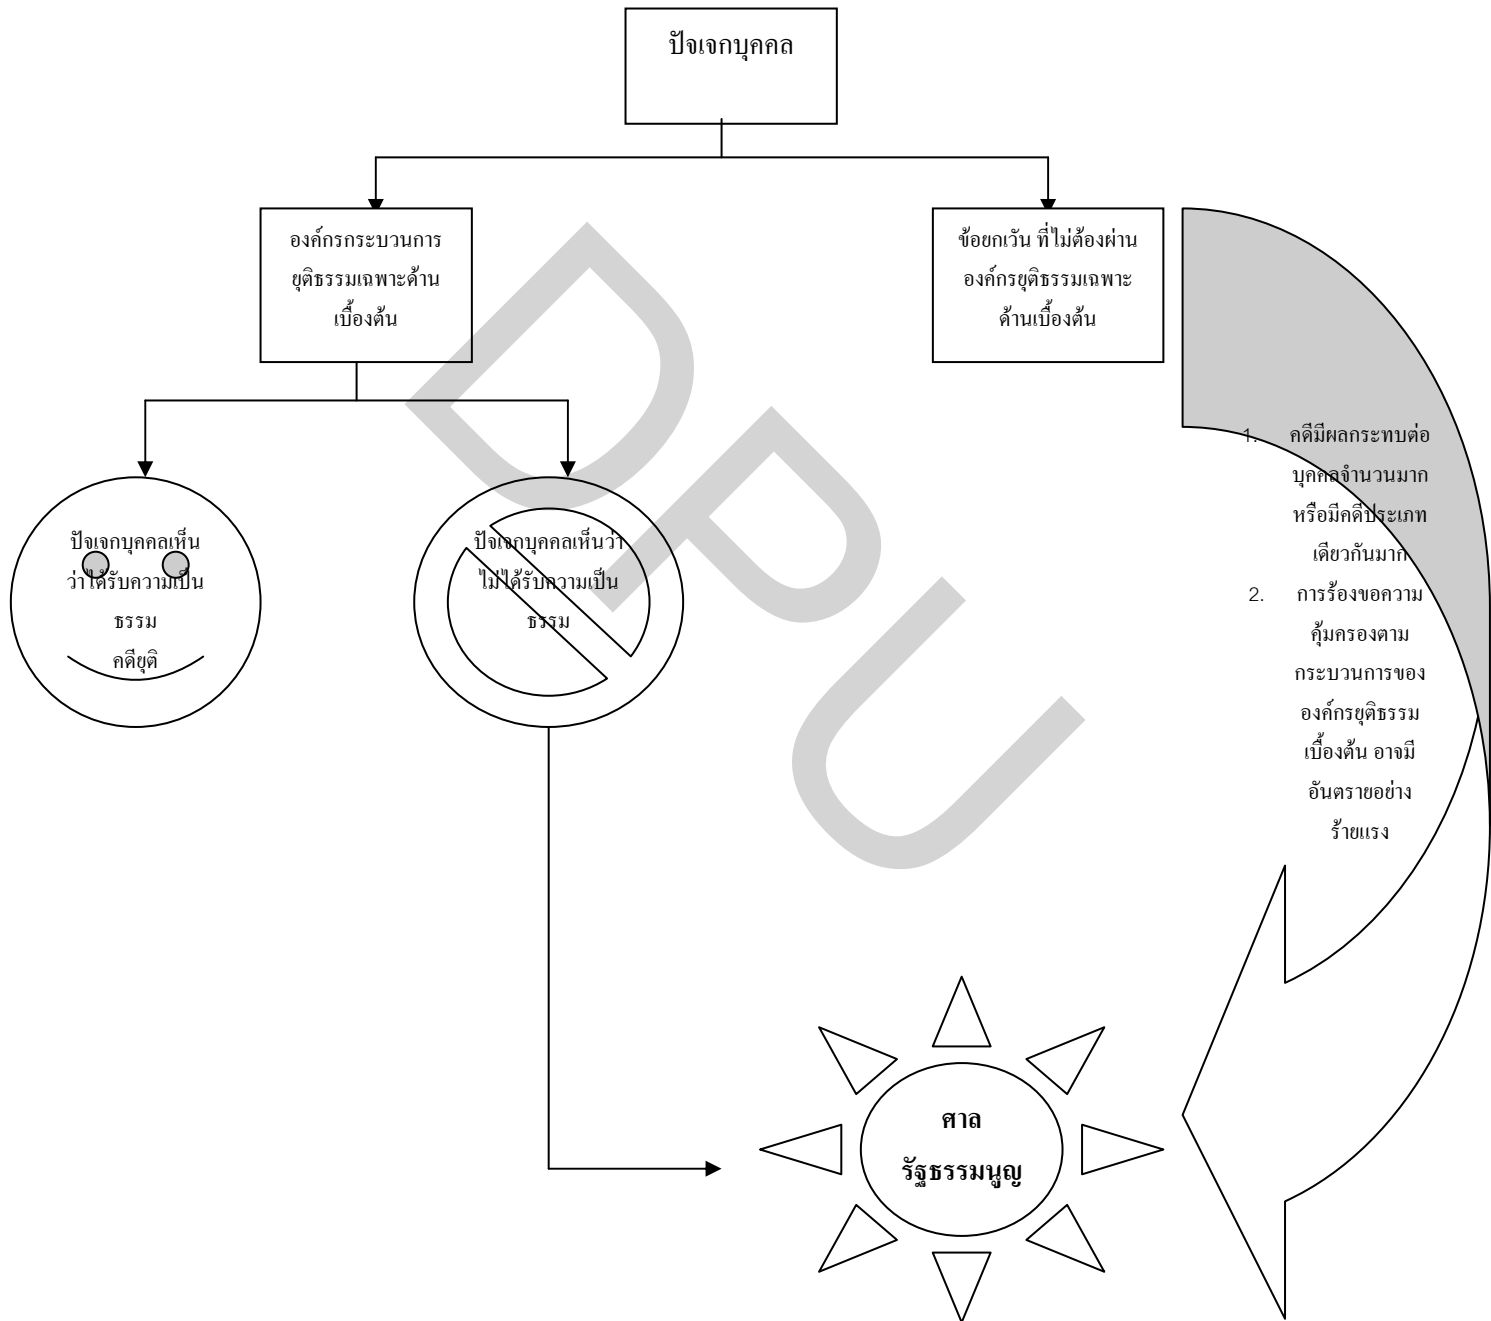 ปัจเจกบุคคล
องค์กรกระบวนการ
ยุติธรรมเฉพาะด้าน
เบื้องต้น
ข้อยกเว้น ที่ไม่ต้องผ่าน
องค์กรยุติธรรมเฉพาะ
ด้านเบื้องต้น
ปัจเจกบุคคลเห็น
ว่าได้รับความเป็น
ธรรม
คดียุติ
ปัจเจกบุคคลเห็นว่า
ไม่ได้รับความเป็น
ธรรม
1. คดีมีผลกระทบต่อ
บุคคลจำนวนมาก
หรือมีคดีประเภท
เดียวกันมาก
2. การร้องขอความ
คุ้มครองตาม
กระบวนการของ
องค์กรยุติธรรม
เบื้องต้น อาจมี
อันตรายอย่าง
ร้ายแรง
ศาล
รัฐธรรมนูญ
DPU